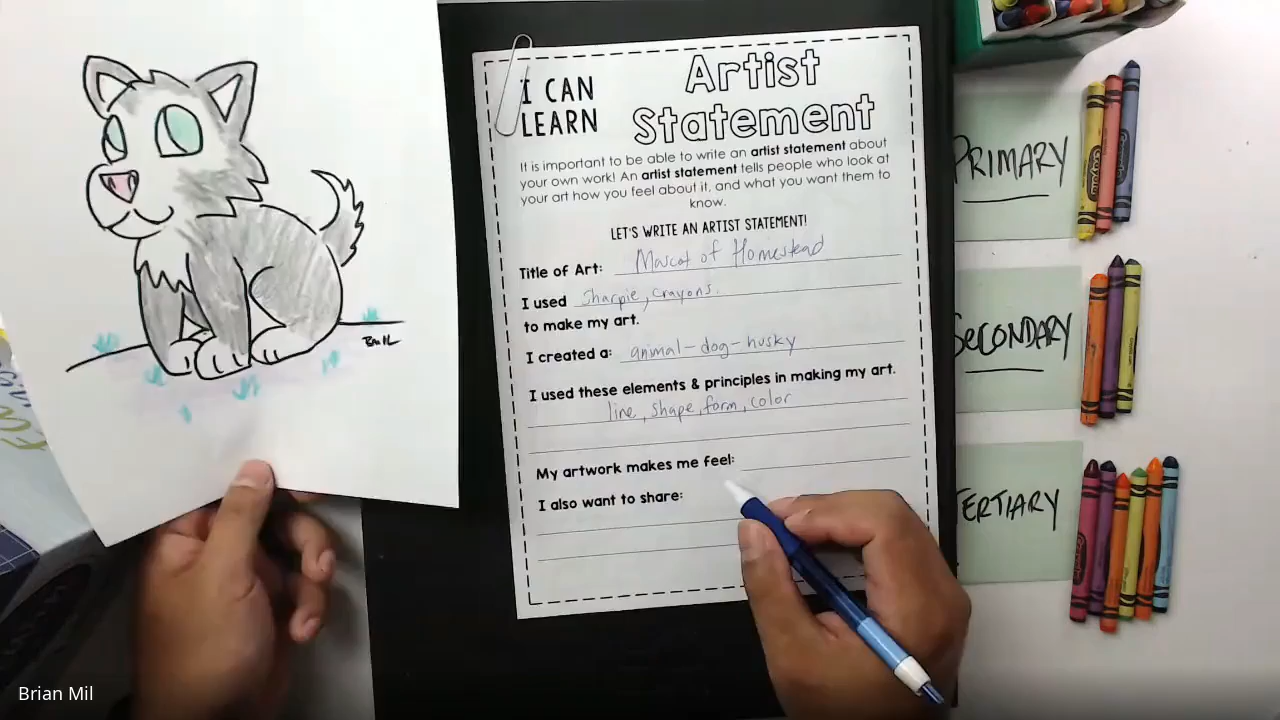 I CAN
LEARN
Artist
Statement
It is important to be able to write an artist statement about
your own work! An artist statement tells people who look at
your art how you feel about it, and what you want them to
know.
LET'S WRITE AN ARTIST STATEMENT!
Title of Art: Mascot of Homestead
I used Sharpie, crayons.
to make my art.
I created a: animal-dog-husky
I used these elements & principles in making my art.
line, shape, form, color
My artwork makes me feel:
I also want to share:
PRIMARY
SECONDARY
TERTIARY
Crayola
Brian Mil